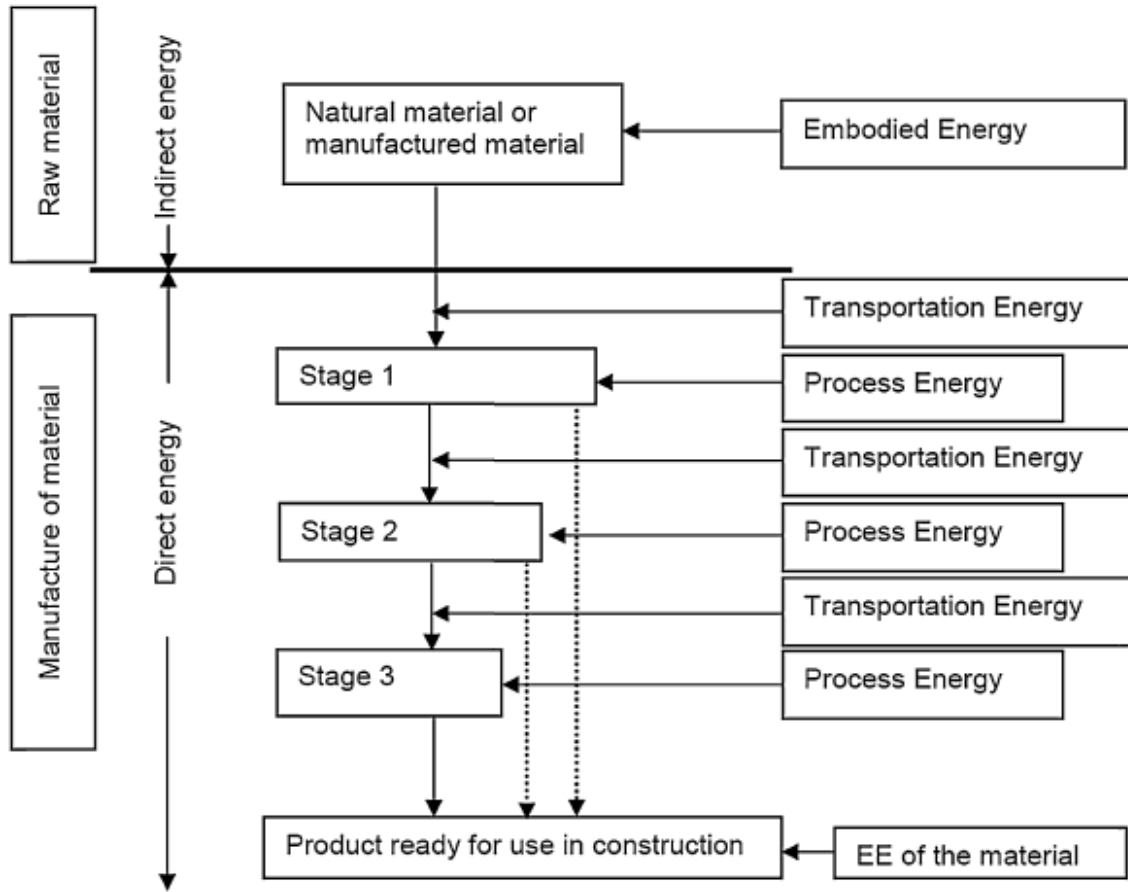 Raw material
Indirect energy
Natural material or
manufactured material
Embodied Energy
Manufacture of material
Direct energy
Transportation Energy
Stage 1
Process Energy
Transportation Energy
Stage 2
Process Energy
Transportation Energy
Stage 3
Process Energy
Product ready for use in construction
EE of the material